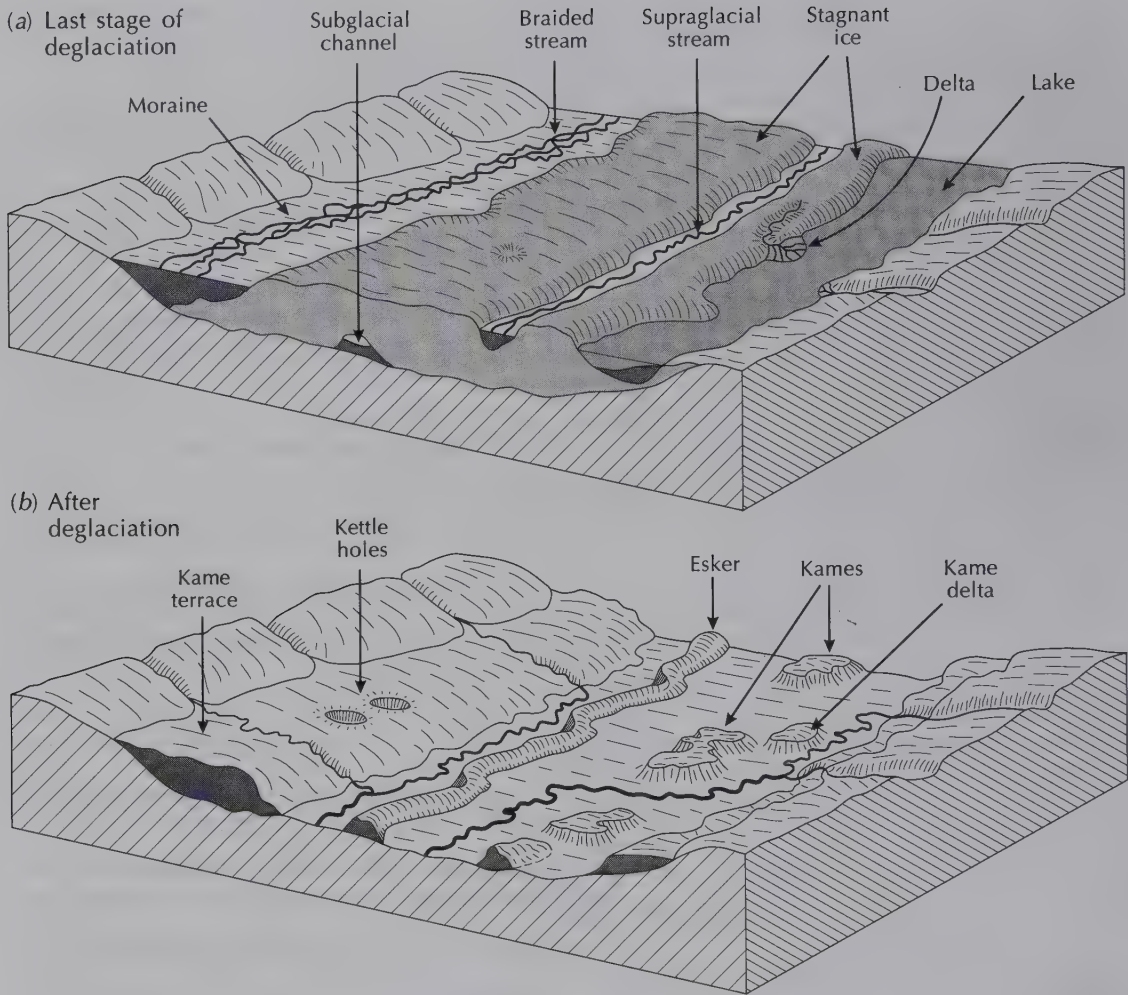 (a) Last stage of
deglaciation
Subglacial
channel
Braided
stream
Supraglacial
stream
Stagnant
ice
Moraine
Delta
Lake
(b) After
deglaciation
Kettle
holes
Kame
terrace
Esker
Kames
Kame
delta